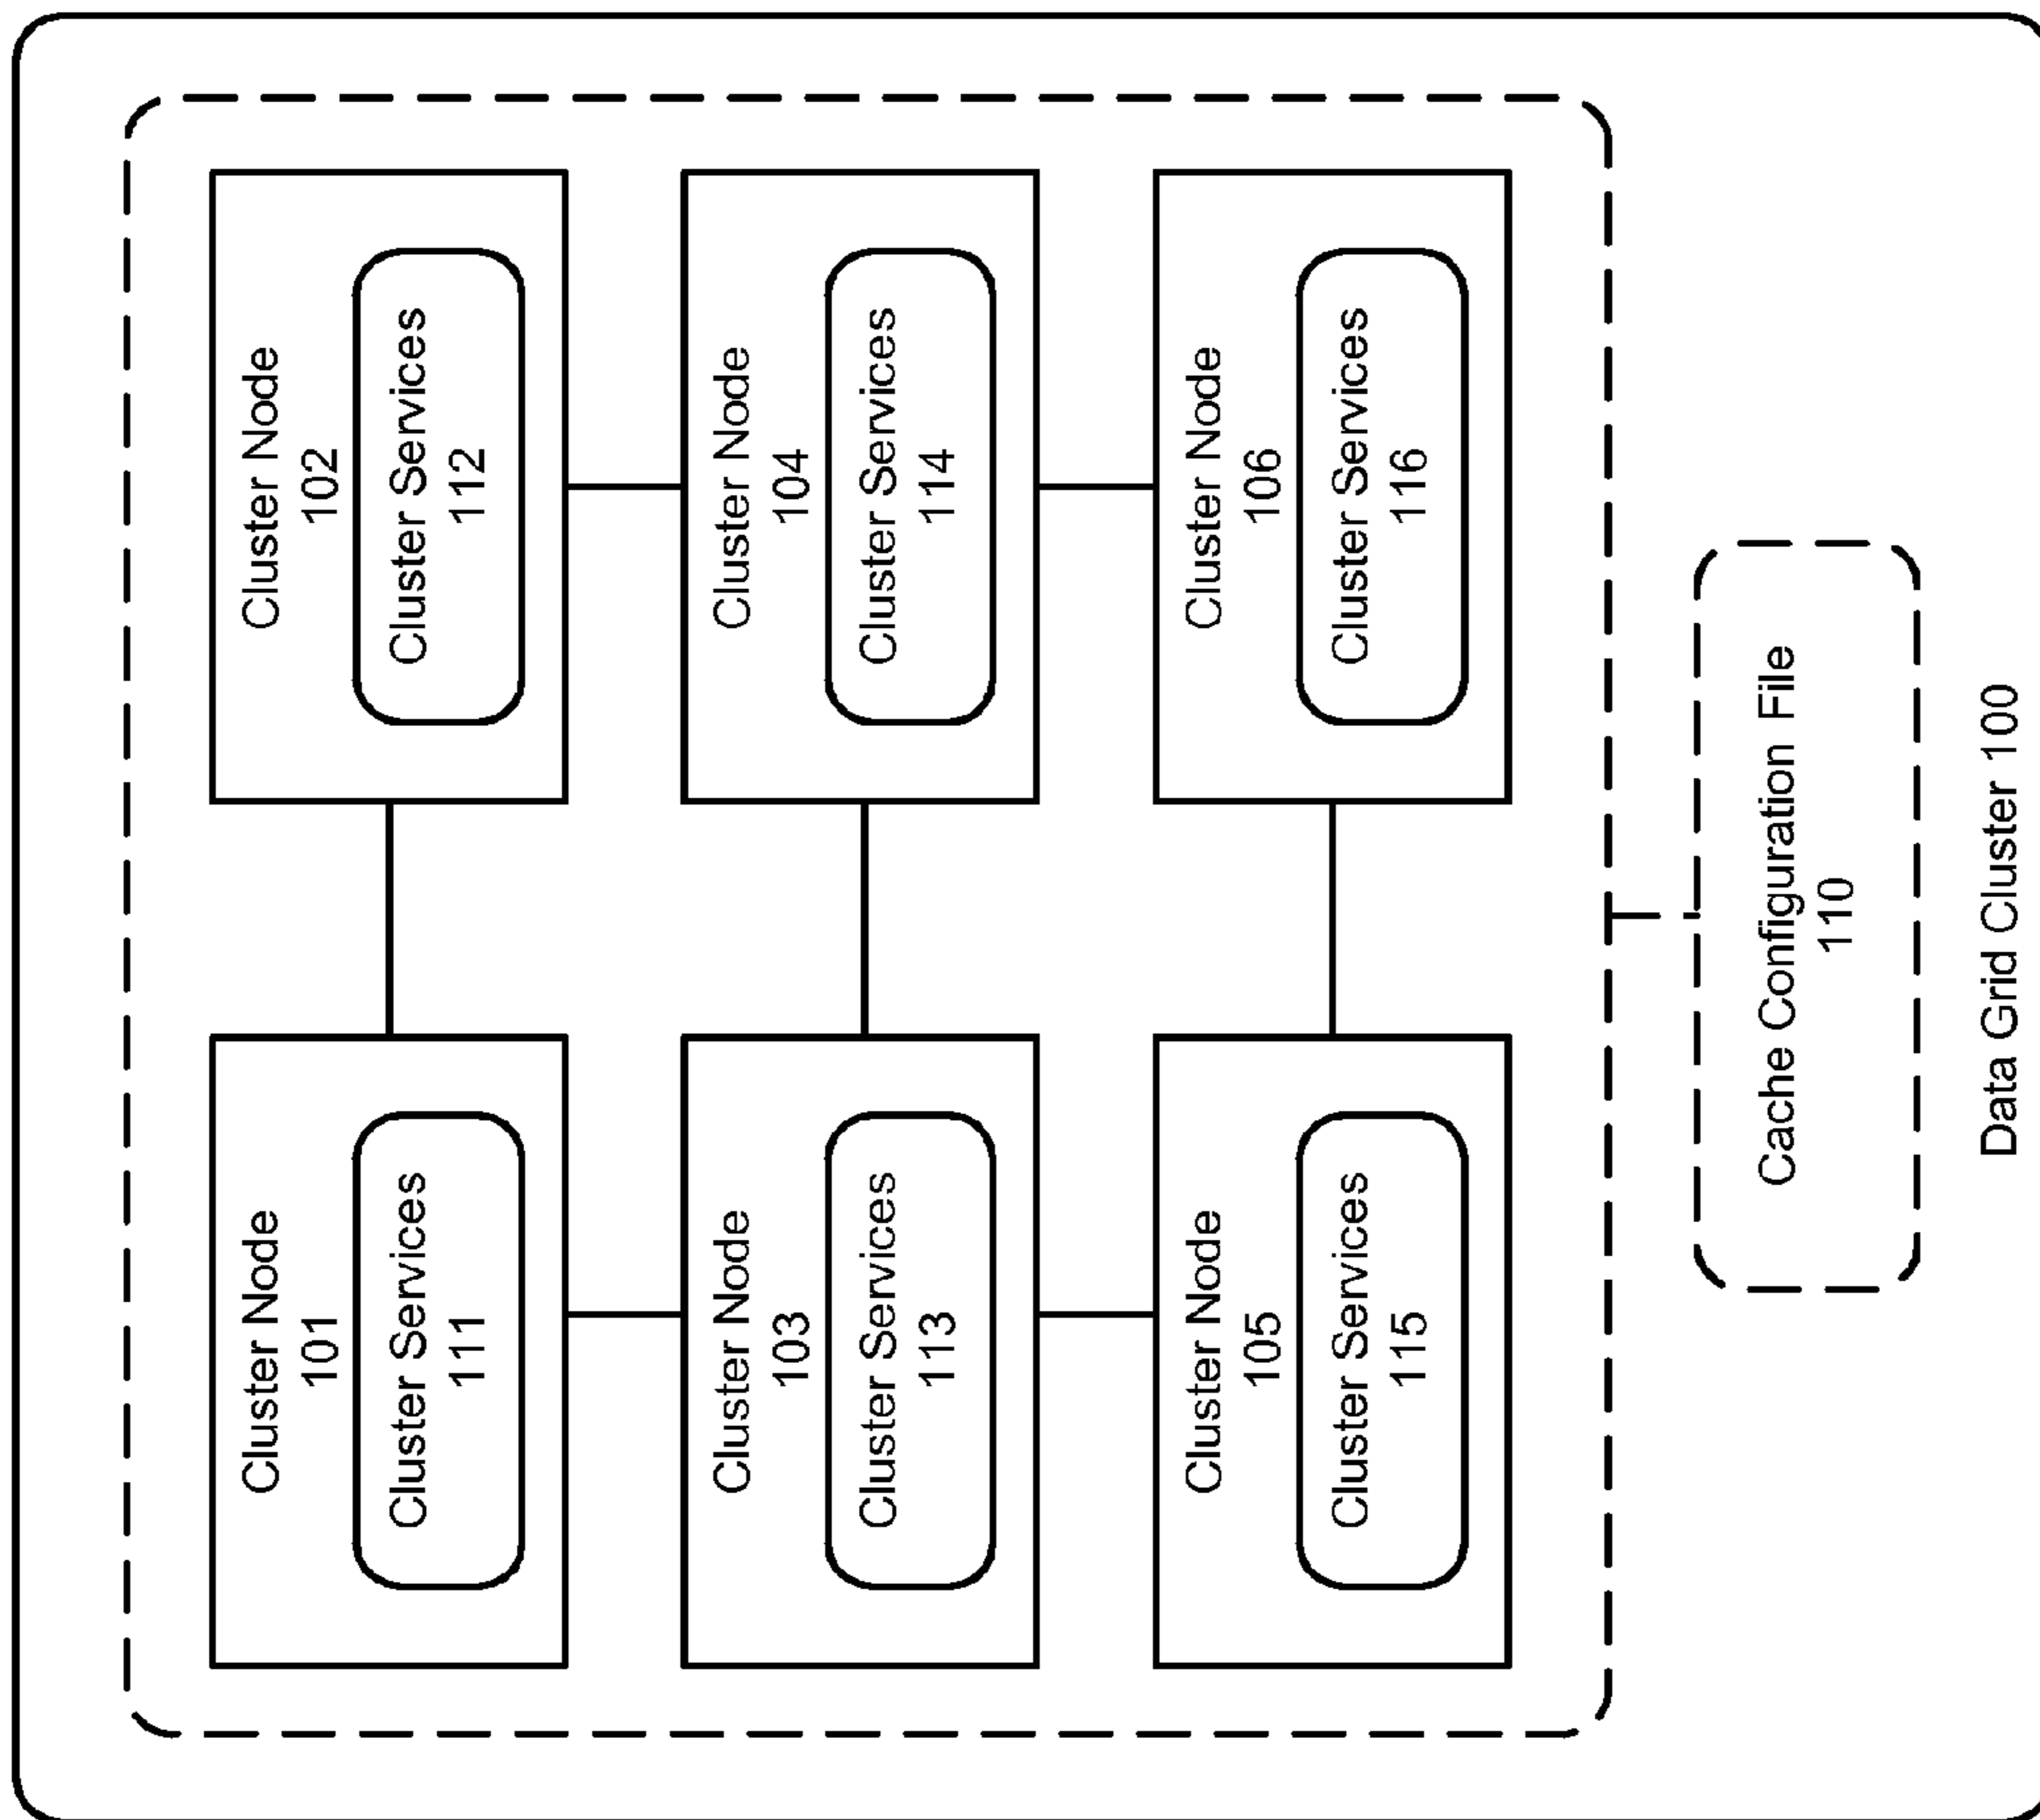 Cluster Node
101
Cluster Services
111
Cluster Node
102
Cluster Services
112
Cluster Node
103
Cluster Services
113
Cluster Node
104
Cluster Services
114
Cluster Node
105
Cluster Services
115
Cluster Node
106
Cluster Services
116
Cache Configuration File
110
Data Grid Cluster 100